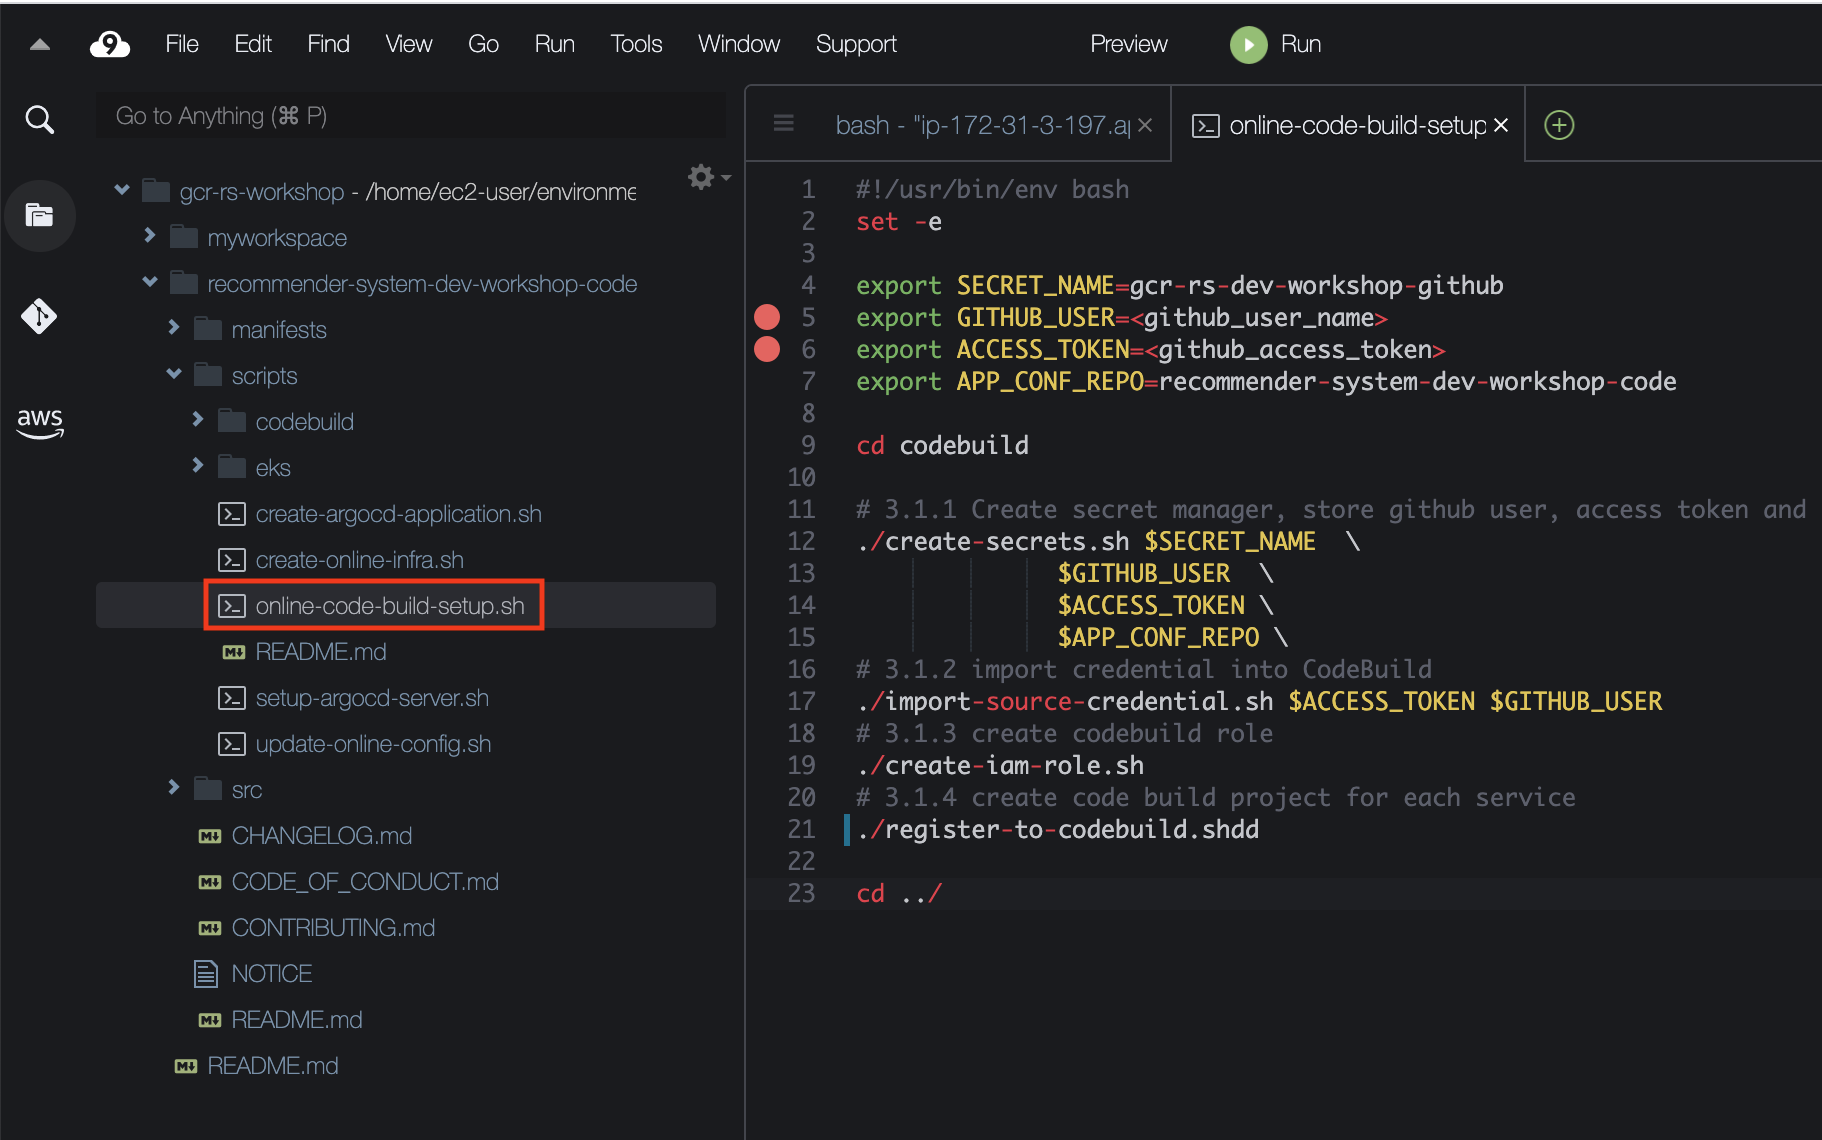 9 File Edit Find View Go Run Tools Window Support Preview Run
Go to Anything (⌘ P)
gcr-rs-workshop - /home/ec2-user/environme
myworkspace
recommender-system-dev-workshop-code
manifests
scripts
codebuild
eks
create-argocd-application.sh
create-online-infra.sh
online-code-build-setup.sh
README.md
setup-argocd-server.sh
update-online-config.sh
src
CHANGELOG.md
CODE_OF_CONDUCT.md
CONTRIBUTING.md
NOTICE
README.md
README.md
aws
bash - "ip-172-31-3-197.a
online-code-build-setup
1 #!/usr/bin/env bash
2 set -e
3
4 export SECRET_NAME=gcr-rs-dev-workshop-github
5 export GITHUB_USER=<github_user_name>
6 export ACCESS_TOKEN=<github_access_token>
7 export APP_CONF_REPO=recommender-system-dev-workshop-code
8
9 cd codebuild
10
11 # 3.1.1 Create secret manager, store github user, access token and
12 ./create-secrets.sh $SECRET_NAME \
13 $GITHUB_USER \
14 $ACCESS_TOKEN \
15 $APP_CONF_REPO \
16 # 3.1.2 import credential into CodeBuild
17 ./import-source-credential.sh $ACCESS_TOKEN $GITHUB_USER
18 # 3.1.3 create codebuild role
19 ./create-iam-role.sh
20 # 3.1.4 create code build project for each service
21 ./register-to-codebuild.shdd
22
23 cd ../